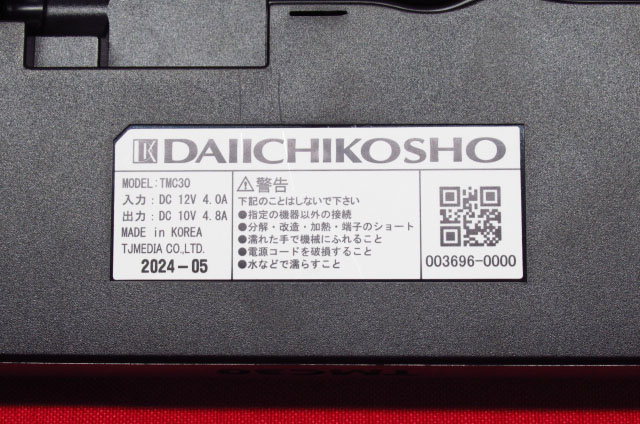 DK DAIICHIKOSHO
MODEL: TMC30
入力: DC 12V 4.0A
出力: DC 10V 4.8A
MADE in KOREA
TJMEDIA CO., LTD.
2024-05
⚠警告
下記のことはしないで下さい
●指定の機器以外の接続
●分解・改造・加熱・端子のショート
●濡れた手で機械にふれること
●電源コードを破損すること
●水などで濡らすこと
003696-0000
TMC30